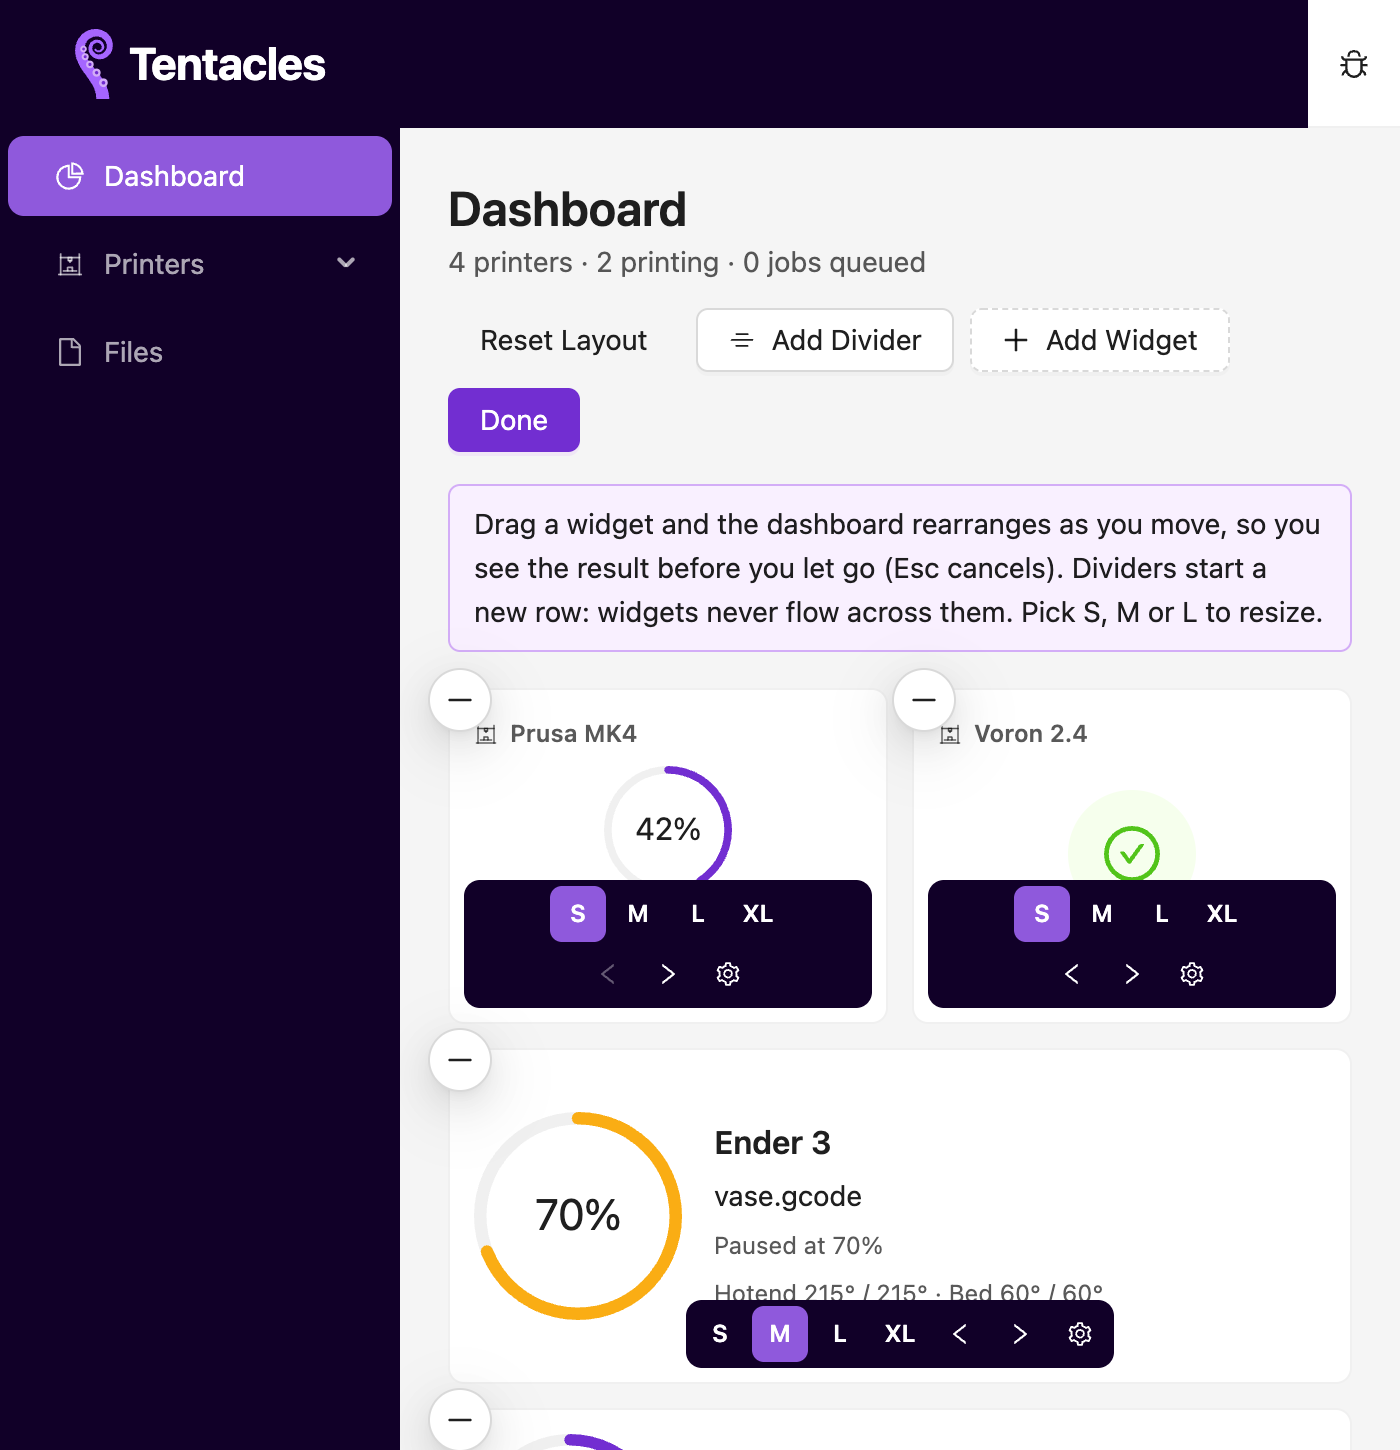 Tentacles
Dashboard
Printers
Files
Dashboard
4 printers · 2 printing · 0 jobs queued
Reset Layout
Add Divider
Add Widget
Done
Drag a widget and the dashboard rearranges as you move, so you
see the result before you let go (Esc cancels). Dividers start a
new row: widgets never flow across them. Pick S, M or L to resize.
Prusa MK4
42%
S M L XL
Voron 2.4
S M L XL
70%
Ender 3
vase.gcode
Paused at 70%
Hotend 215° / 215° · Bed 60° / 60°
S M L XL